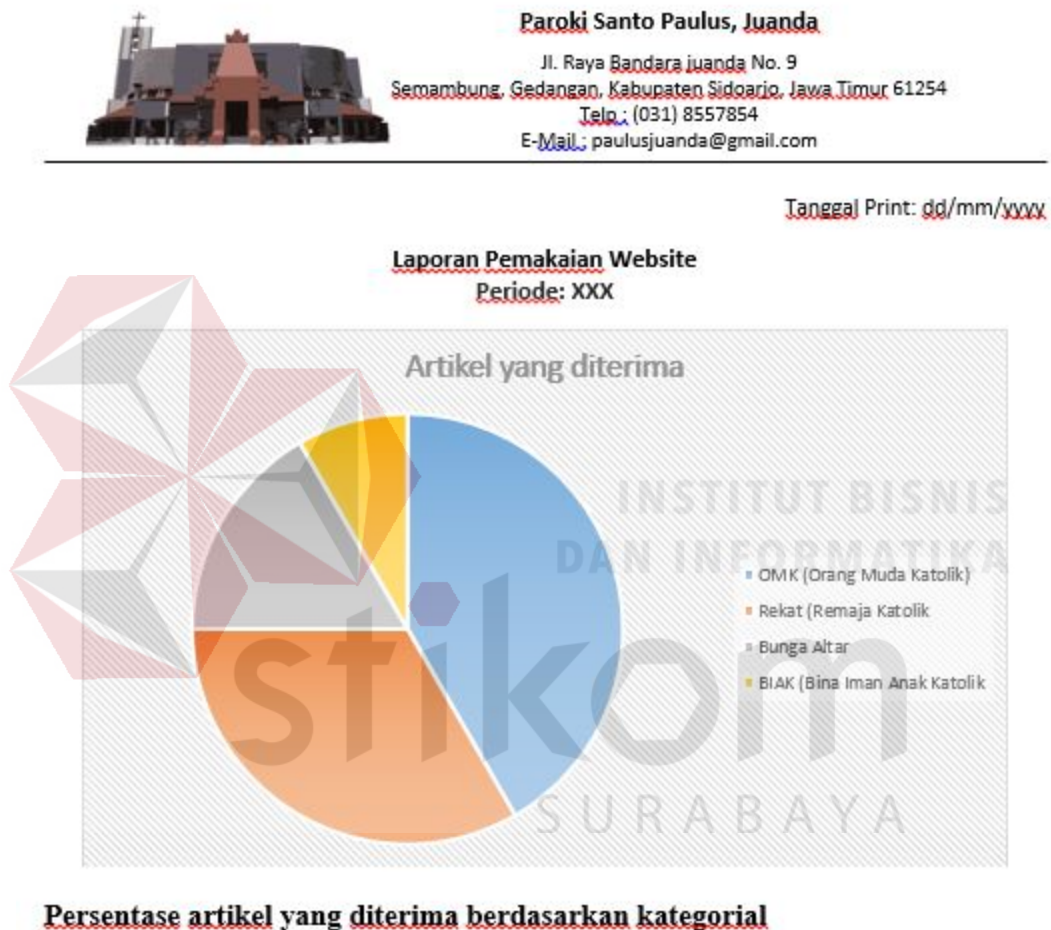 Paroki Santo Paulus, Juanda
Jl. Raya Bandara juanda No. 9
Semambung, Gedangan, Kabupaten Sidoarjo, Jawa Timur 61254
Telp : (031) 8557854
E-Mail : paulusjuanda@gmail.com
Tanggal Print: dd/mm/yyyy
Laporan Pemakaian Website
Periode: XXX
Artikel yang diterima
INSTITUT BISNIS
DAN INFORMATIKA
OMK (Orang Muda Katolik)
Rekat (Remaja Katolik
Bunga Altar
BIAK (Bina Iman Anak Katolik
stikom
SURABAYA
Persentase artikel yang diterima berdasarkan kategorial